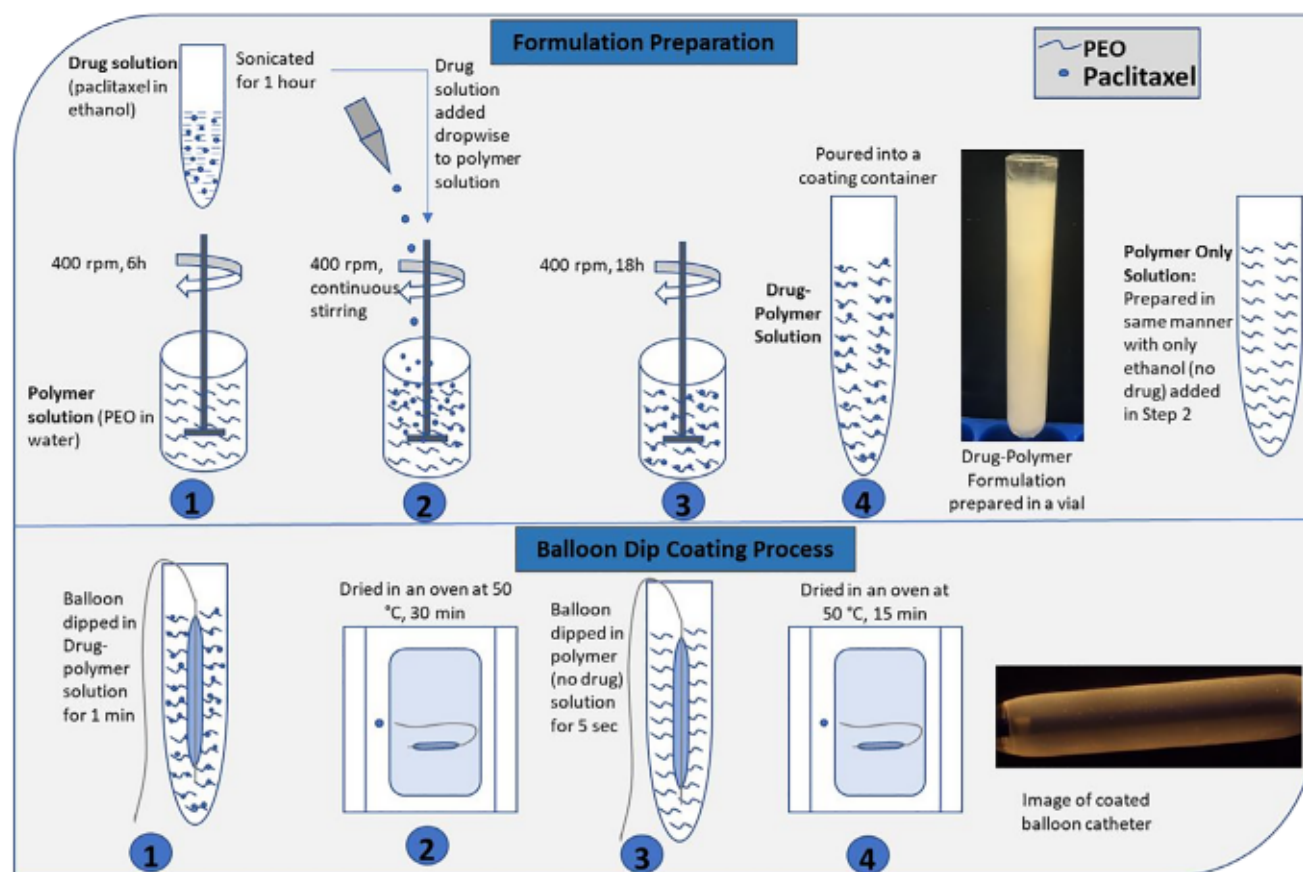 Formulation Preparation
PEO
Paclitaxel
Drug solution
(paclitaxel in
ethanol)
Sonicated
for 1 hour
Drug
solution
added
dropwise
to polymer
solution
400 rpm, 6h
Polymer
solution (PEO in
water)
1
400 rpm,
continuous
stirring
2
400 rpm, 18h
3
Poured into a
coating container
Drug-
Polymer
Solution
4
Drug-Polymer
Formulation
prepared in a vial
Polymer Only
Solution:
Prepared in
same manner
with only
ethanol (no
drug) added
in Step 2
Balloon Dip Coating Process
Balloon
dipped in
Drug-
polymer
solution
for 1 min
1
Dried in an oven at 50
°C, 30 min
2
Balloon
dipped in
polymer
(no drug)
solution
for 5 sec
3
Dried in an oven at
50 °C, 15 min
4
Image of coated
balloon catheter